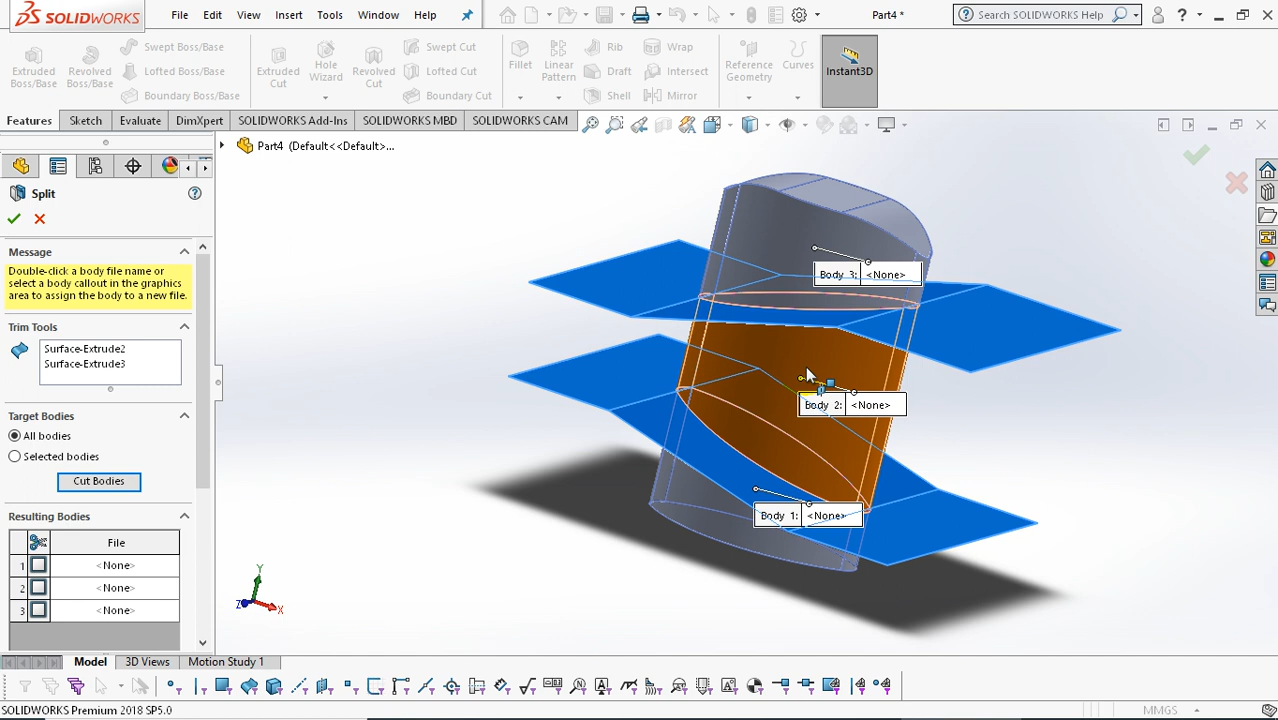 SOLIDWORKS
File Edit View Insert Tools Window Help
Part4 *
Search SOLIDWORKS Help
?
Extruded Boss/Base
Revolved Boss/Base
Swept Boss/Base
Lofted Boss/Base
Boundary Boss/Base
Extruded Cut
Hole Wizard
Revolved Cut
Swept Cut
Lofted Cut
Boundary Cut
Fillet
Linear Pattern
Rib
Draft
Shell
Wrap
Intersect
Mirror
Reference Geometry
Curves
Instant3D
Features Sketch Evaluate DimXpert SOLIDWORKS Add-Ins SOLIDWORKS MBD SOLIDWORKS CAM
Part4 (Default<<Default>...
Split
Message
Double-click a body file name or
select a body callout in the graphics
area to assign the body to a new file.
Trim Tools
Surface-Extrude2
Surface-Extrude3
Target Bodies
All bodies
Selected bodies
Cut Bodies
Resulting Bodies
File
1 <None>
2 <None>
3 <None>
Body 3: <None>
Body 2: <None>
Body 1: <None>
Y
Z
X
Model 3D Views Motion Study 1
SOLIDWORKS Premium 2018 SP5.0
MMGS